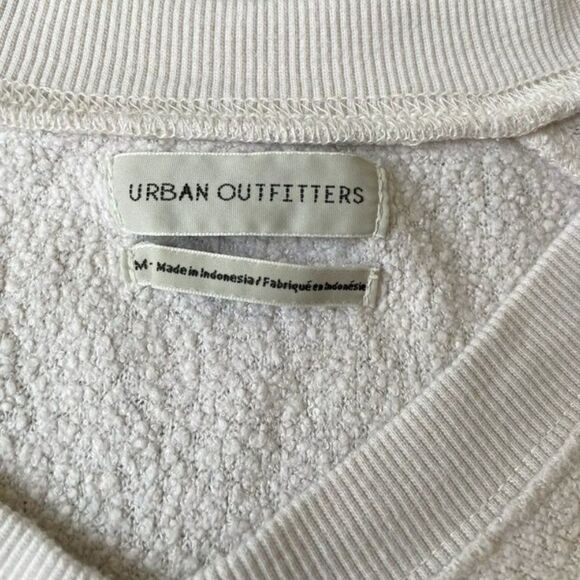 URBAN OUTFITTERS
M - Made in Indonesia / Fabriqué en Indonésie